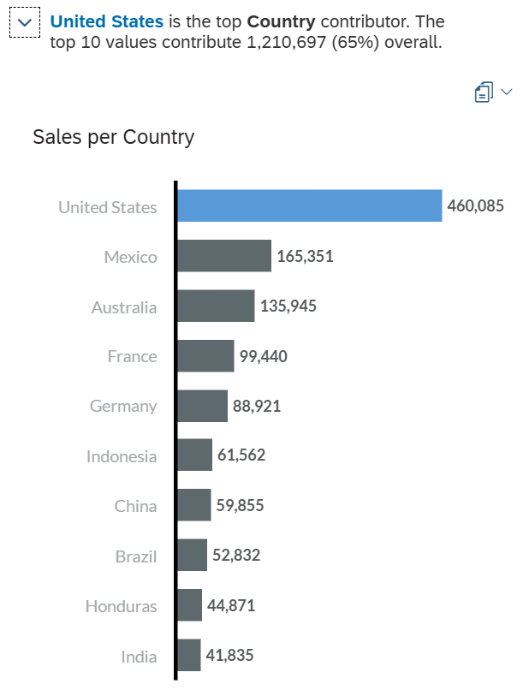 United States is the top Country contributor. The
top 10 values contribute 1,210,697 (65%) overall.
Sales per Country
United States 460,085
Mexico 165,351
Australia 135,945
France 99,440
Germany 88,921
Indonesia 61,562
China 59,855
Brazil 52,832
Honduras 44,871
India 41,835